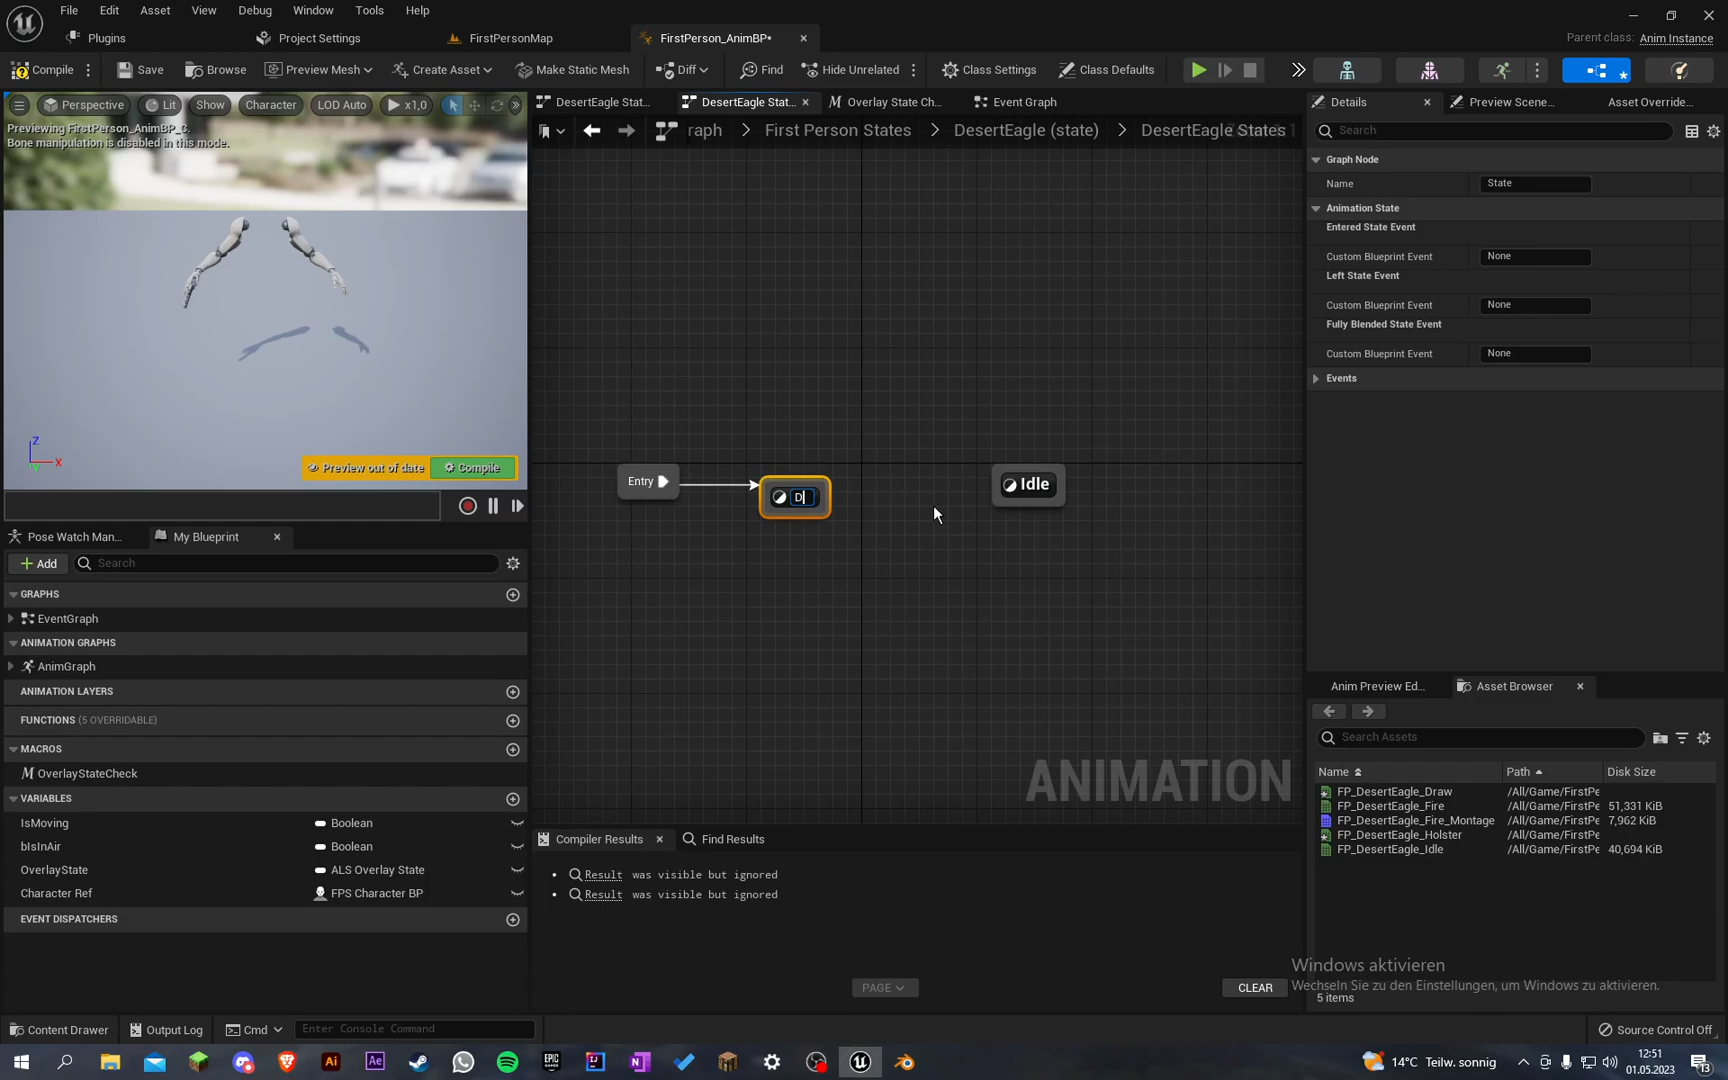 File Edit Asset View Debug Window Tools Help
Plugins Project Settings FirstPersonMap FirstPerson_AnimBP*
Parent class: Anim Instance
Compile Save Browse Preview Mesh Create Asset Make Static Mesh Diff Find Hide Unrelated Class Settings Class Defaults
Perspective Lit Show Character LOD Auto x1,0
DesertEagle Stat... DesertEagle Stat... Overlay State Ch... Event Graph
Details Preview Scene... Asset Override...
Previewing FirstPerson_AnimBP_C.
Bone manipulation is disabled in this mode.
raph > First Person States > DesertEagle (state) > DesertEagle States
Search
Graph Node
Name State
Animation State
Entered State Event
Custom Blueprint Event None
Left State Event
Custom Blueprint Event None
Fully Blended State Event
Custom Blueprint Event None
Events
Z
X
Preview out of date Compile
Entry
D
Idle
ANIMATION
Pose Watch Man... My Blueprint
Add Search
GRAPHS
EventGraph
ANIMATION GRAPHS
AnimGraph
ANIMATION LAYERS
FUNCTIONS (5 OVERRIDABLE)
MACROS
OverlayStateCheck
VARIABLES
IsMoving Boolean
bIsInAir Boolean
OverlayState ALS Overlay State
Character Ref FPS Character BP
EVENT DISPATCHERS
Compiler Results Find Results
• Result was visible but ignored
• Result was visible but ignored
PAGE CLEAR
Anim Preview Ed... Asset Browser
Search Assets
Name Path Disk Size
FP_DesertEagle_Draw /All/Game/FirstPe
FP_DesertEagle_Fire /All/Game/FirstPe 51,331 KiB
FP_DesertEagle_Fire_Montage /All/Game/FirstPe 7,962 KiB
FP_DesertEagle_Holster /All/Game/FirstPe
FP_DesertEagle_Idle /All/Game/FirstPe 40,694 KiB
Windows aktivieren
Wechseln Sie zu den Einstellungen, um Windows zu aktivieren.
5 items
Content Drawer Output Log Cmd Enter Console Command Source Control Off
14°C Teilw. sonnig
12:51
01.05.2023
13